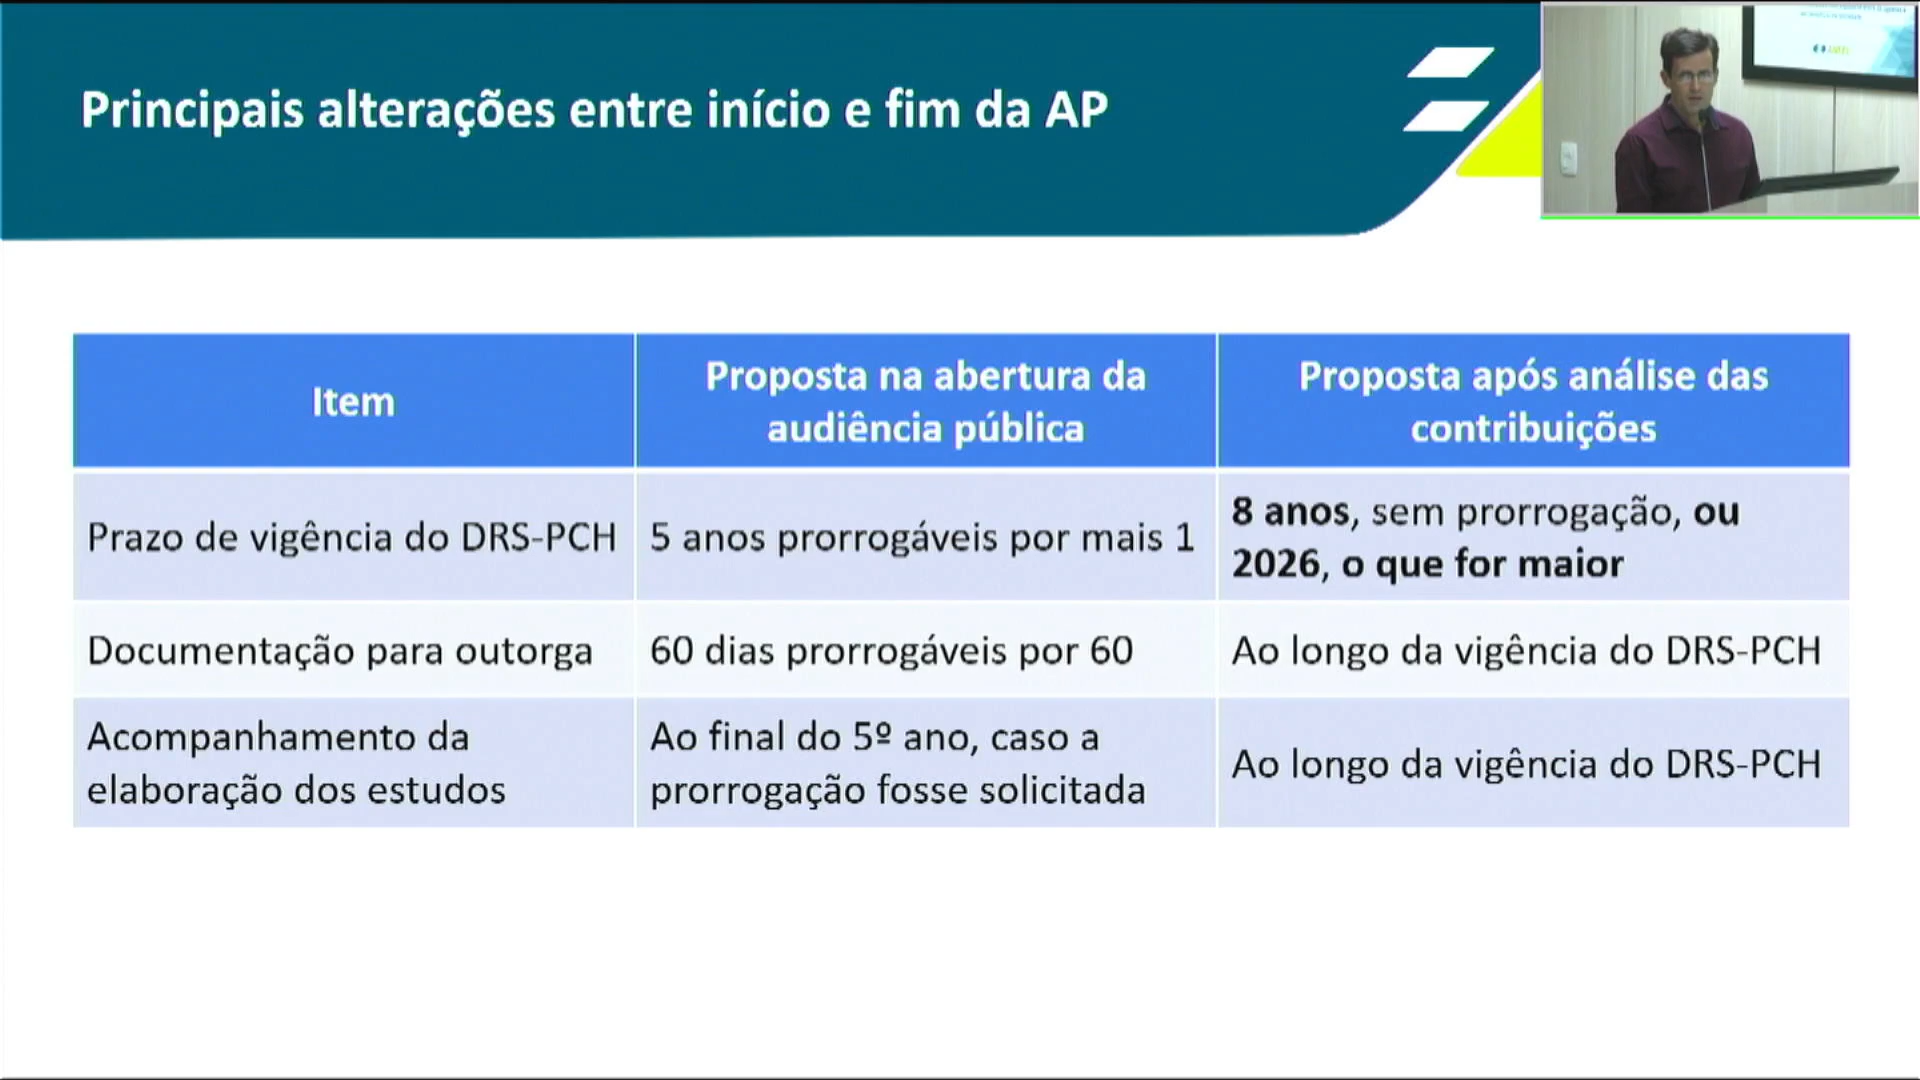 Principais alterações entre início e fim da AP
Item
Proposta na abertura da
audiência pública
Proposta após análise das
contribuições
Prazo de vigência do DRS-PCH
5 anos prorrogáveis por mais 1
8 anos, sem prorrogação, ou
2026, o que for maior
Documentação para outorga
60 dias prorrogáveis por 60
Ao longo da vigência do DRS-PCH
Acompanhamento da
elaboração dos estudos
Ao final do 5º ano, caso a
prorrogação fosse solicitada
Ao longo da vigência do DRS-PCH